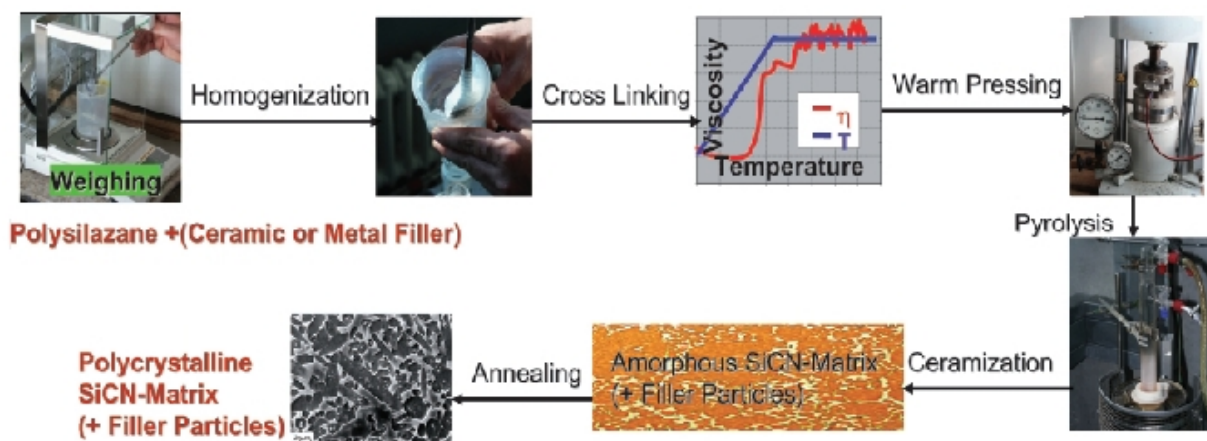 Weighing
Polysilazane +(Ceramic or Metal Filler)
Homogenization
Cross Linking
Viscosity
Temperature
η
T
Warm Pressing
Pyrolysis
Ceramization
Amorphous SiCN-Matrix
(+ Filler Particles)
Annealing
Polycrystalline
SiCN-Matrix
(+ Filler Particles)